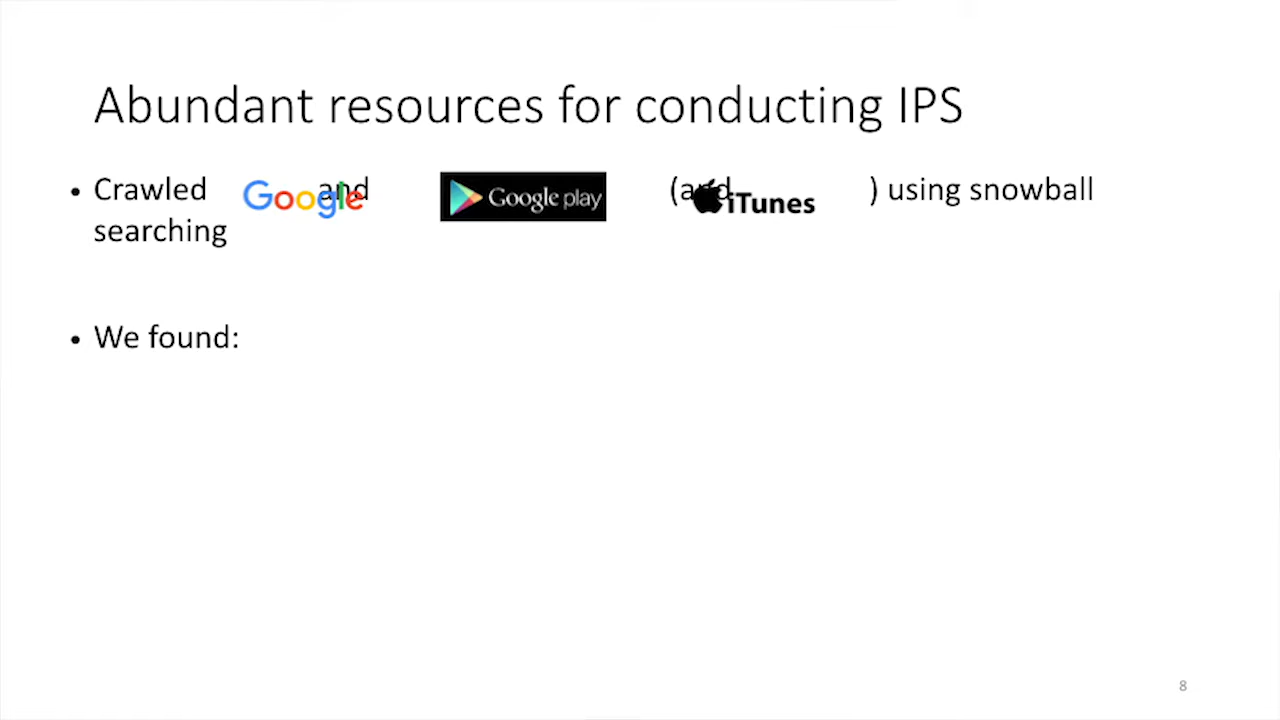 Abundant resources for conducting IPS
• Crawled Google and Google play (and iTunes ) using snowball
searching
• We found:
8